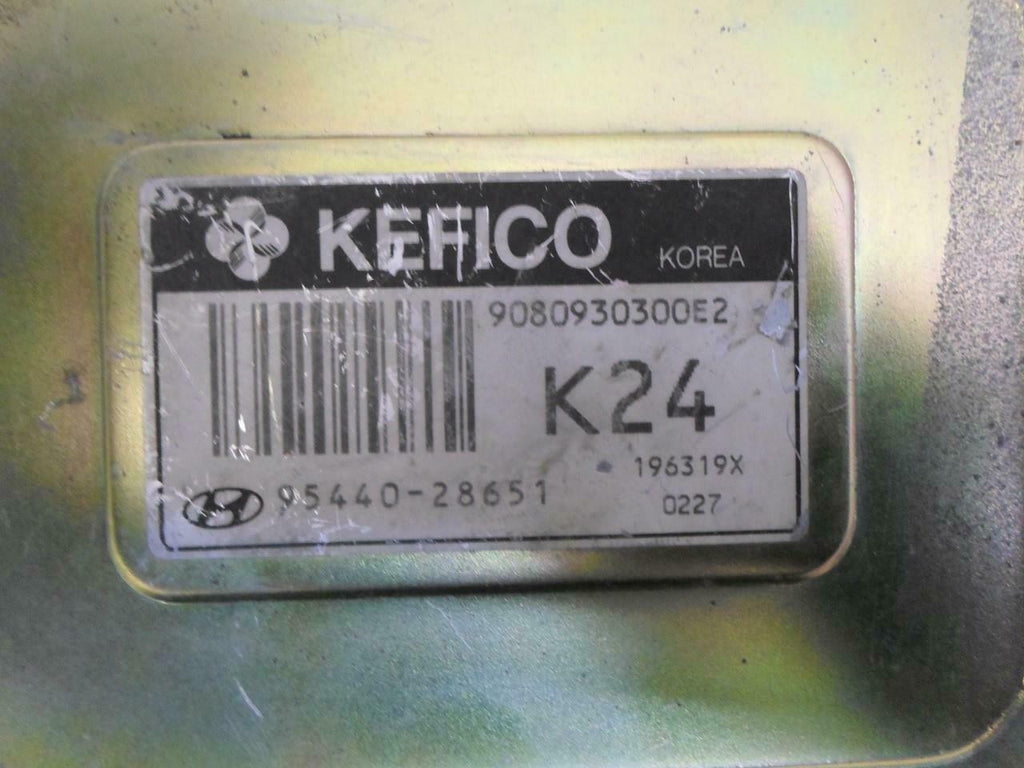 KEFICO KOREA
9080930300E2
K24
196319X
95440-28651
0227